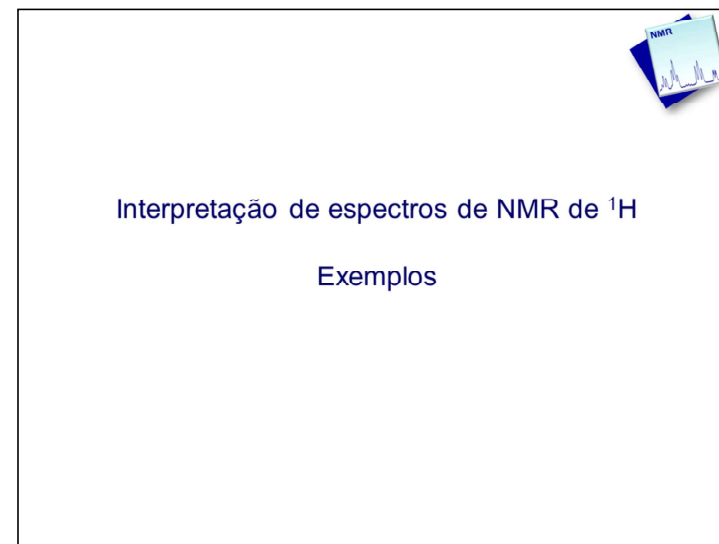 NMR
Interpretação de espectros de NMR de ¹H
Exemplos